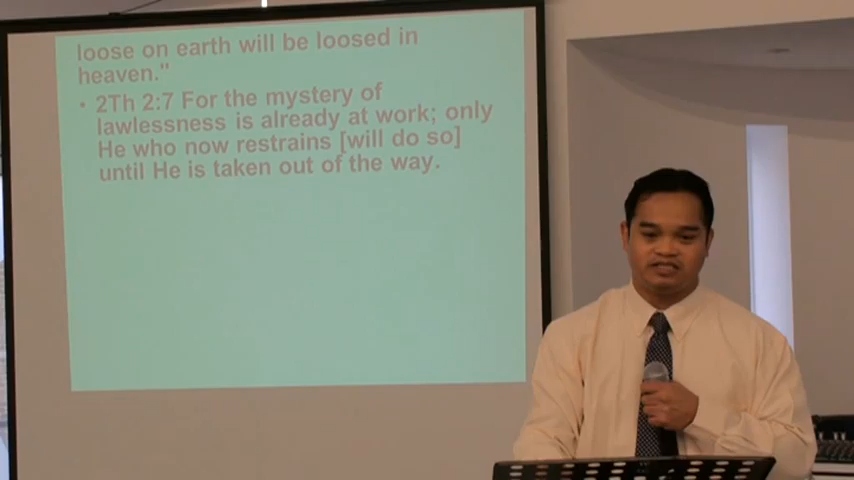 loose on earth will be loosed in
heaven."
• 2Th 2:7 For the mystery of
lawlessness is already at work; only
He who now restrains [will do so]
until He is taken out of the way.